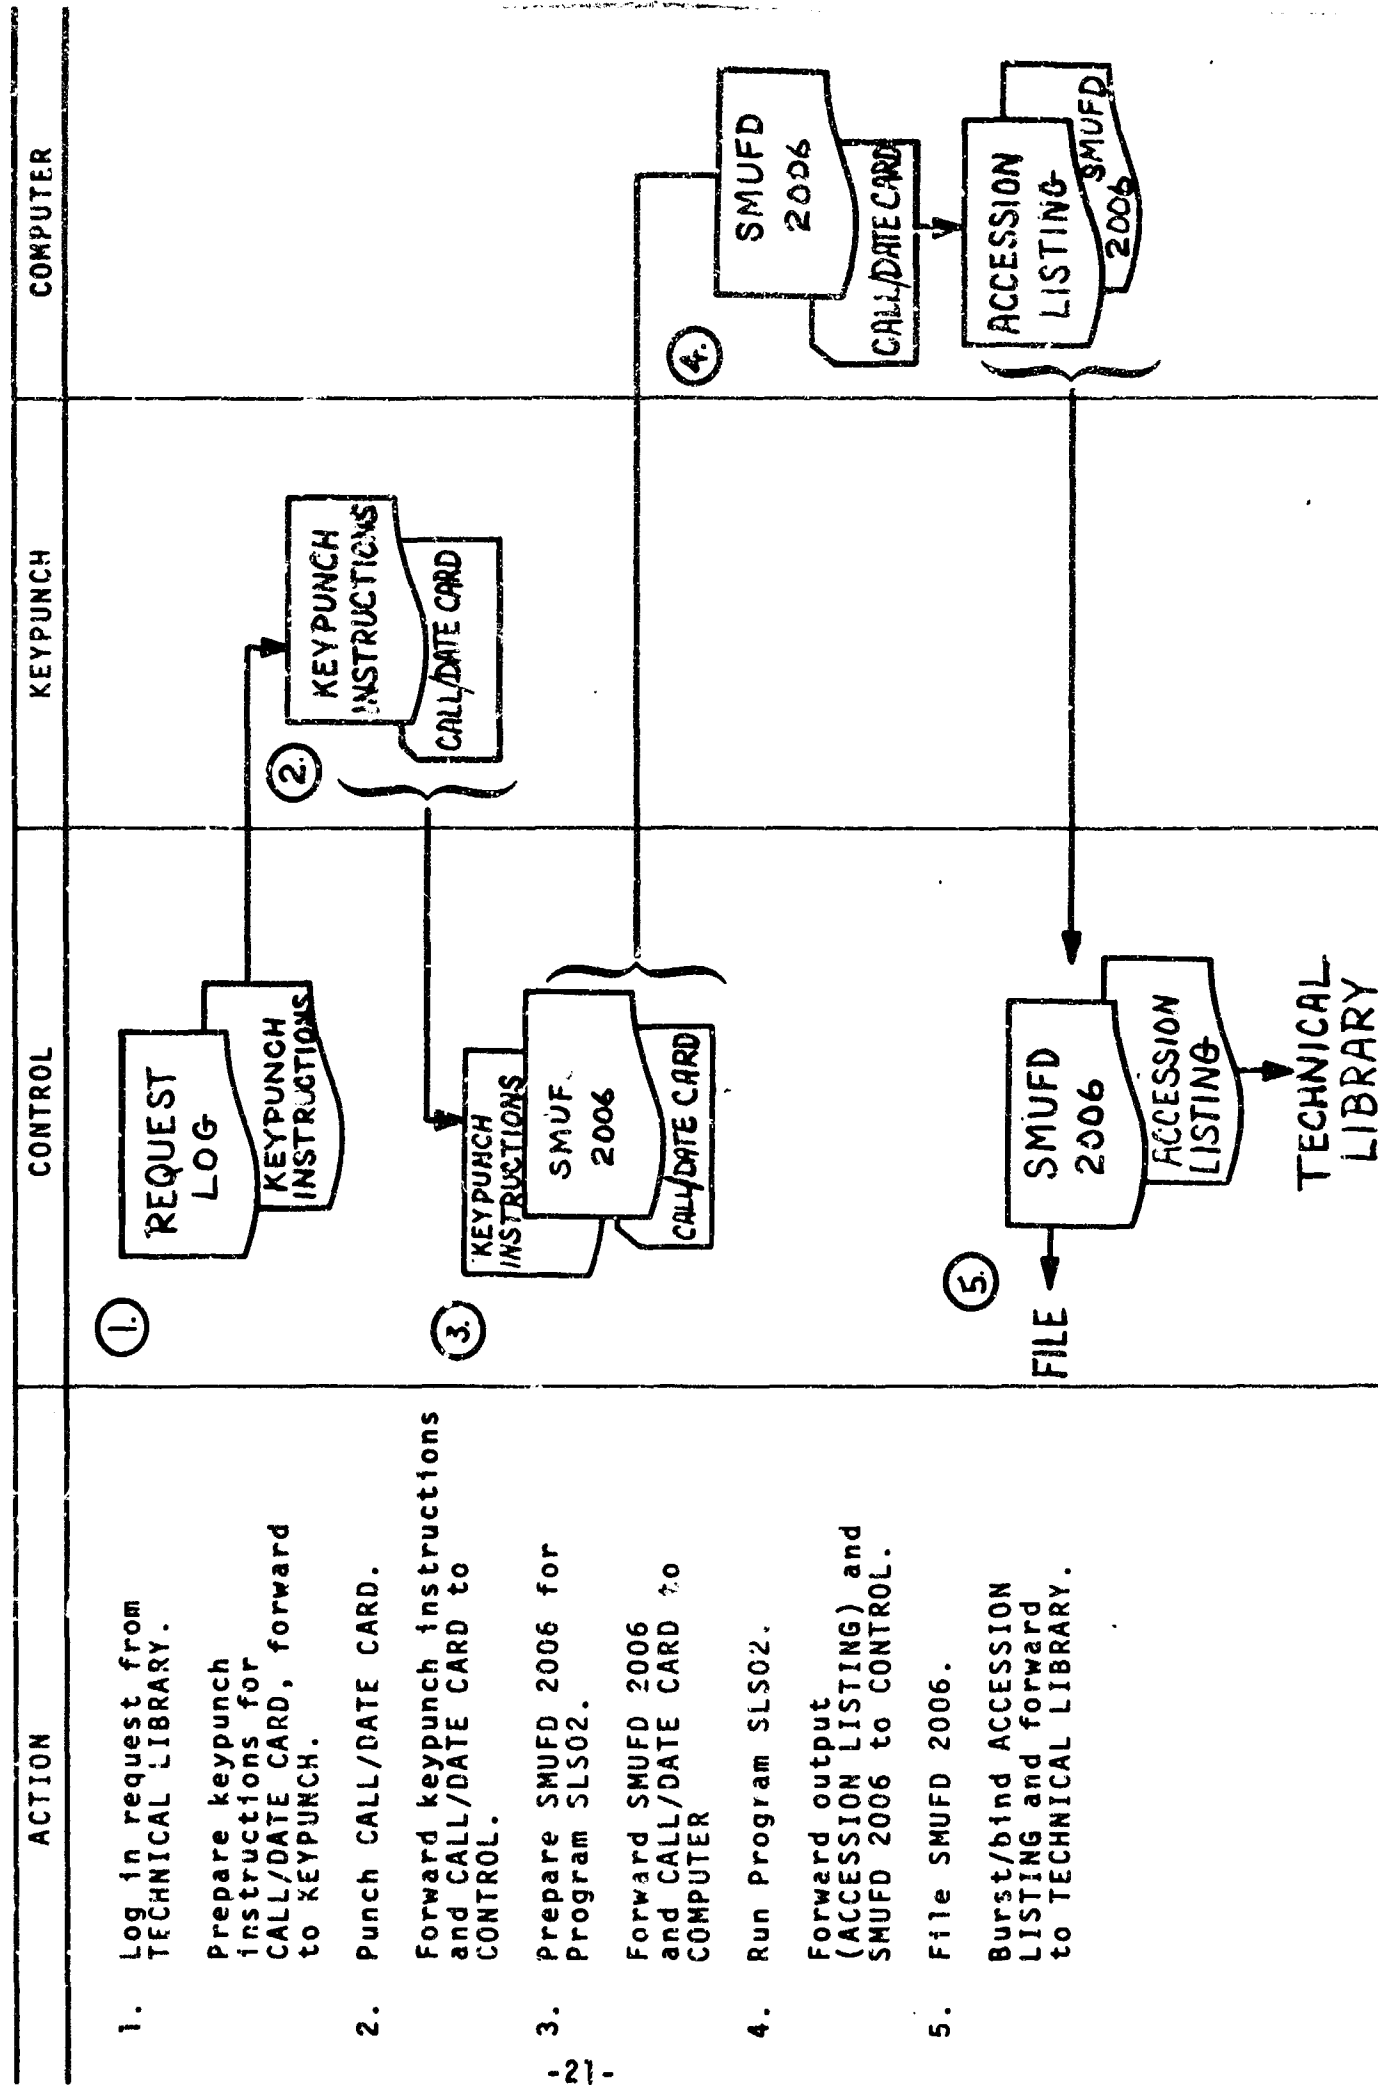 ACTION
CONTROL
KEYPUNCH
COMPUTER
1. Log in request from
TECHNICAL LIBRARY.
Prepare keypunch
instructions for
CALL/DATE CARD, forward
to KEYPUNCH.
2. Punch CALL/DATE CARD.
Forward keypunch instructions
and CALL/DATE CARD to
CONTROL.
3. Prepare SMUFD 2006 for
Program SLS02.
Forward SMUFD 2006
and CALL/DATE CARD to
COMPUTER
4. Run Program SLS02.
Forward output
(ACCESSION LISTING) and
SMUFD 2006 to CONTROL.
5. File SMUFD 2006.
Burst/bind ACCESSION
LISTING and forward
to TECHNICAL LIBRARY.
1.
REQUEST
LOG
KEYPUNCH
INSTRUCTIONS
2.
KEYPUNCH
INSTRUCTIONS
CALL/DATE CARD
3.
KEYPUNCH
INSTRUCTIONS
SMUF
2006
CALL/DATE CARD
4.
SMUFD
2006
CALL/DATE CARD
ACCESSION
LISTING
SMUFD
2006
5.
FILE
SMUFD
2006
ACCESSION
LISTING
TECHNICAL
LIBRARY
-21-